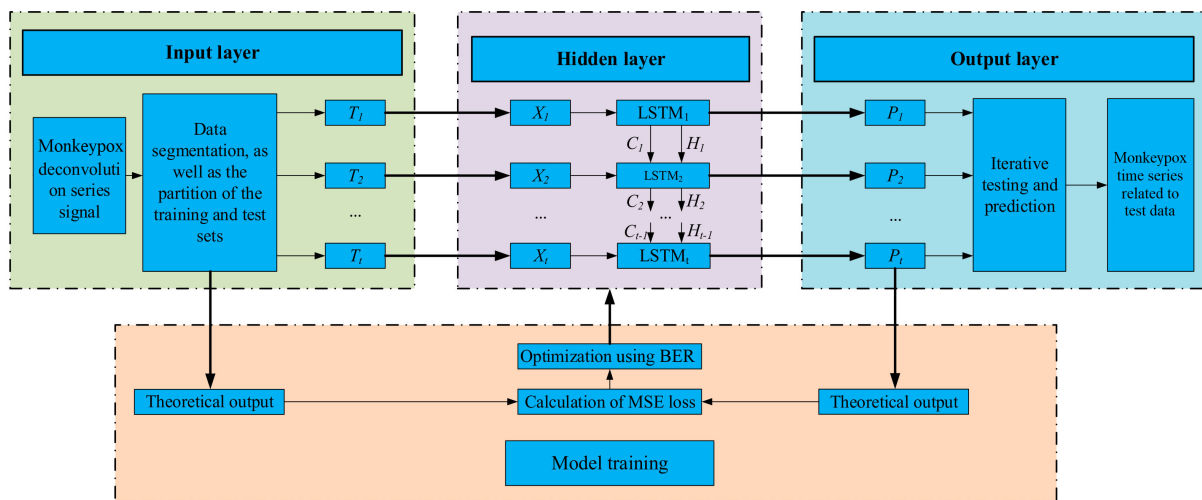 Input layer
Hidden layer
Output layer
Monkeypox
deconvoluti
on series
signal
Data
segmentation, as
well as the
partition of the
training and test
sets
T1
T2
...
Tt
X1
X2
...
Xt
LSTM1
C1 H1
LSTM2
C2 ... H2
Ct-1 Ht-1
LSTMt
P1
P2
...
Pt
Iterative
testing and
prediction
Monkeypox
time series
related to
test data
Optimization using BER
Theoretical output
Calculation of MSE loss
Theoretical output
Model training